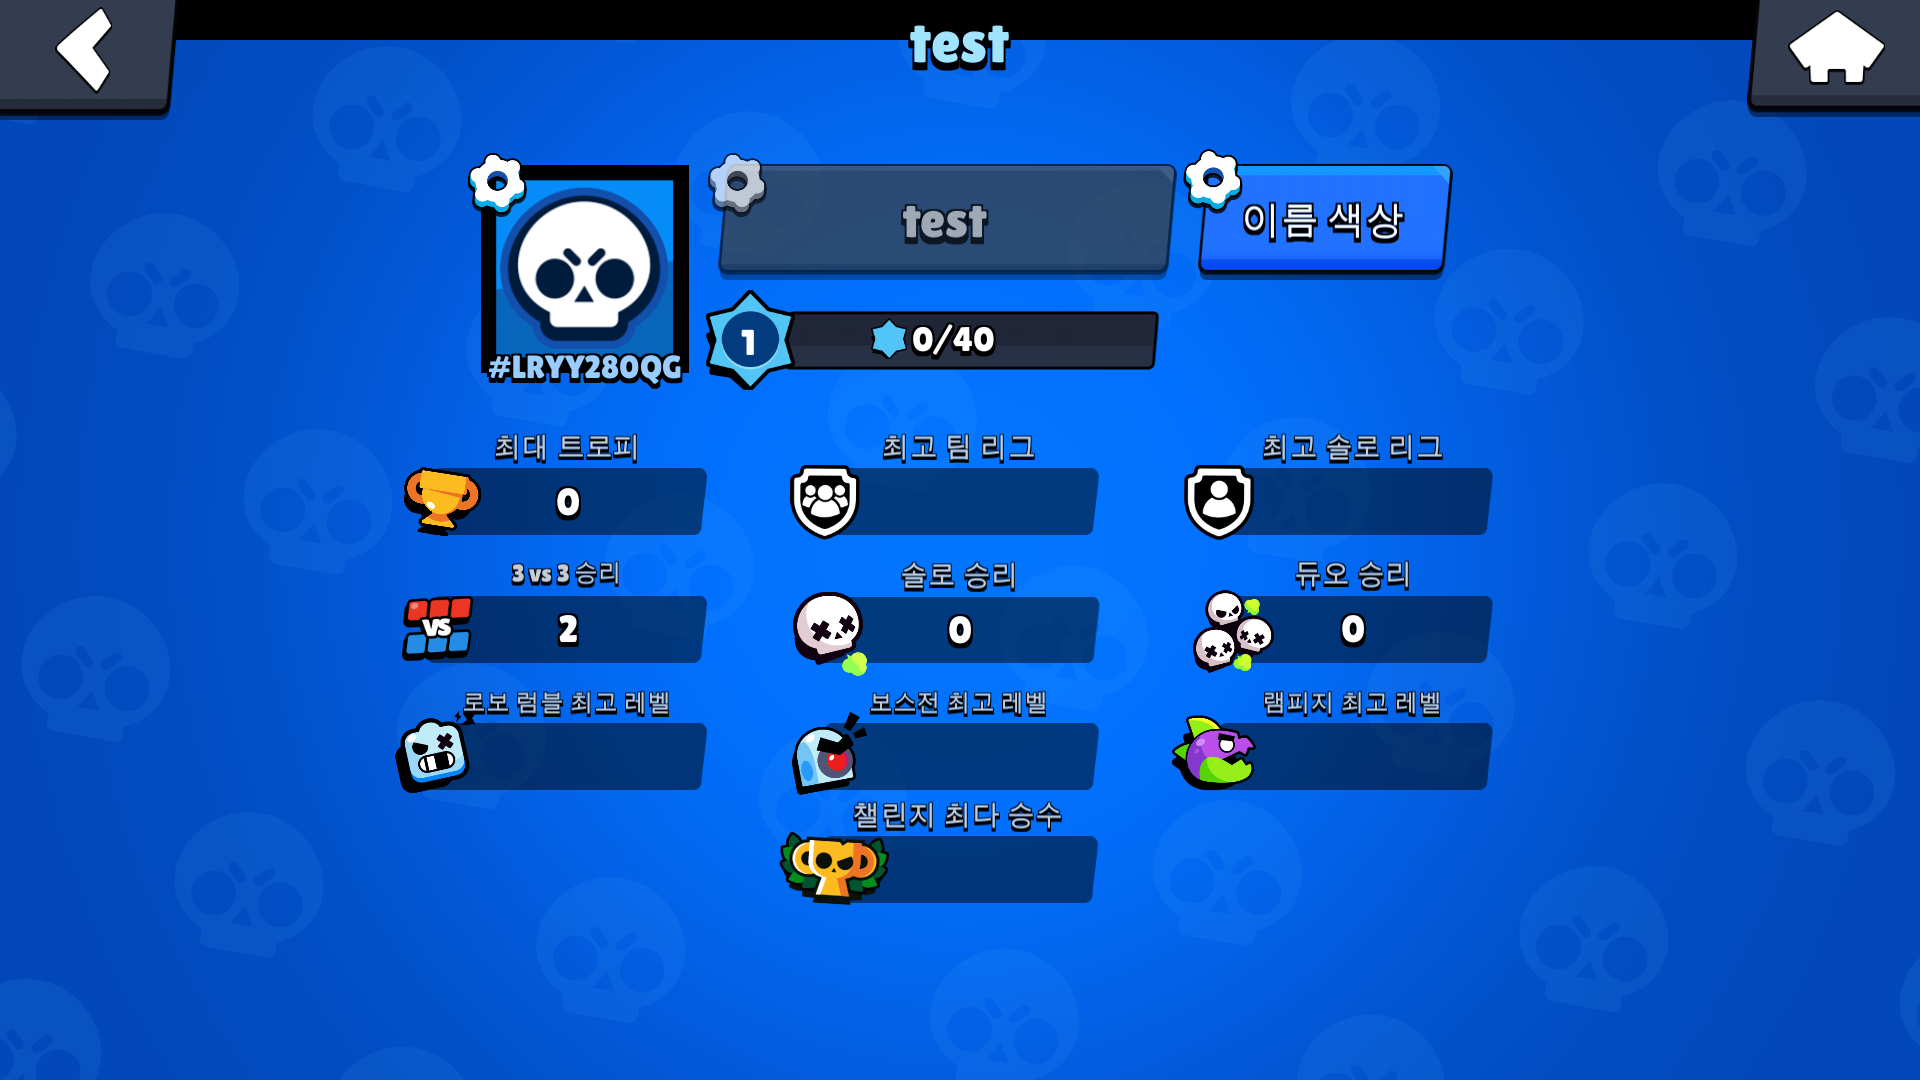 test
test
이름 색상
1
0/40
#LRYY280QG
최대 트로피
최고 팀 리그
최고 솔로 리그
0
3 vs 3 승리
솔로 승리
듀오 승리
VS
2
0
0
로보 럼블 최고 레벨
보스전 최고 레벨
램피지 최고 레벨
챌린지 최다 승수